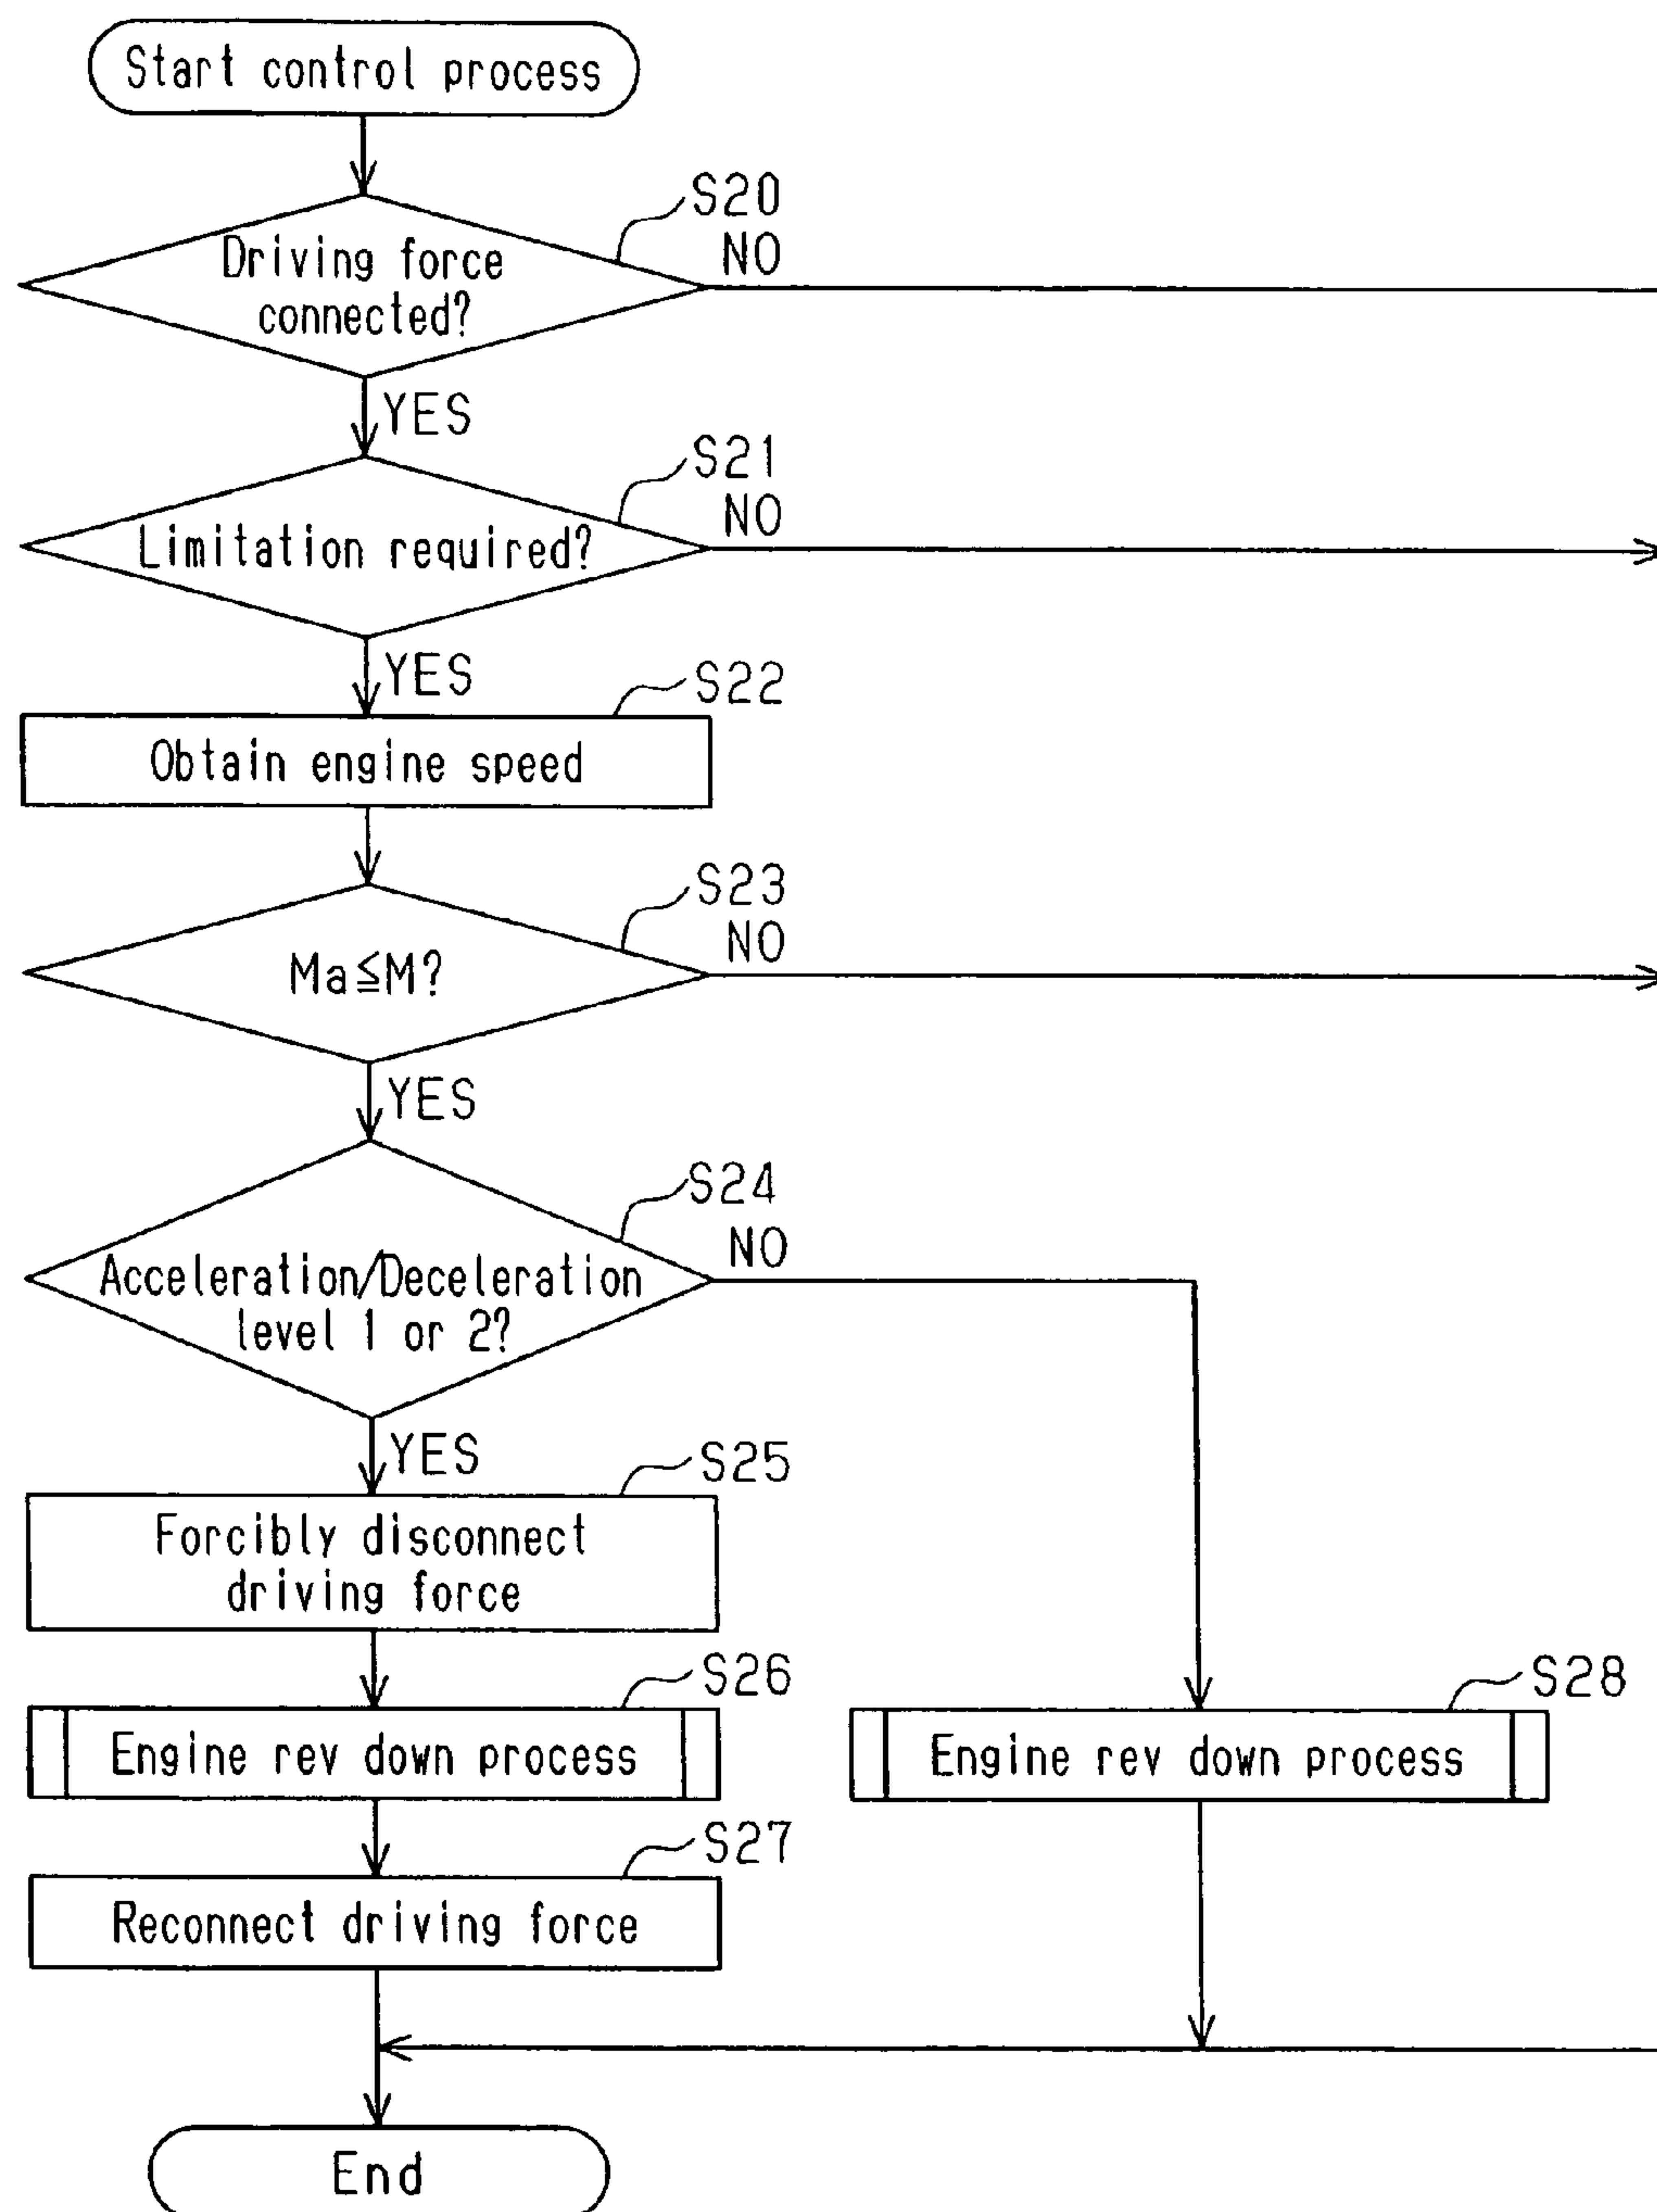 Start control process
S20
NO
Driving force
connected?
YES
S21
NO
Limitation required?
YES
S22
Obtain engine speed
S23
NO
Ma≦M?
YES
S24
NO
Acceleration/Deceleration
level 1 or 2?
YES
S25
Forcibly disconnect
driving force
S26
Engine rev down process
S28
Engine rev down process
S27
Reconnect driving force
End